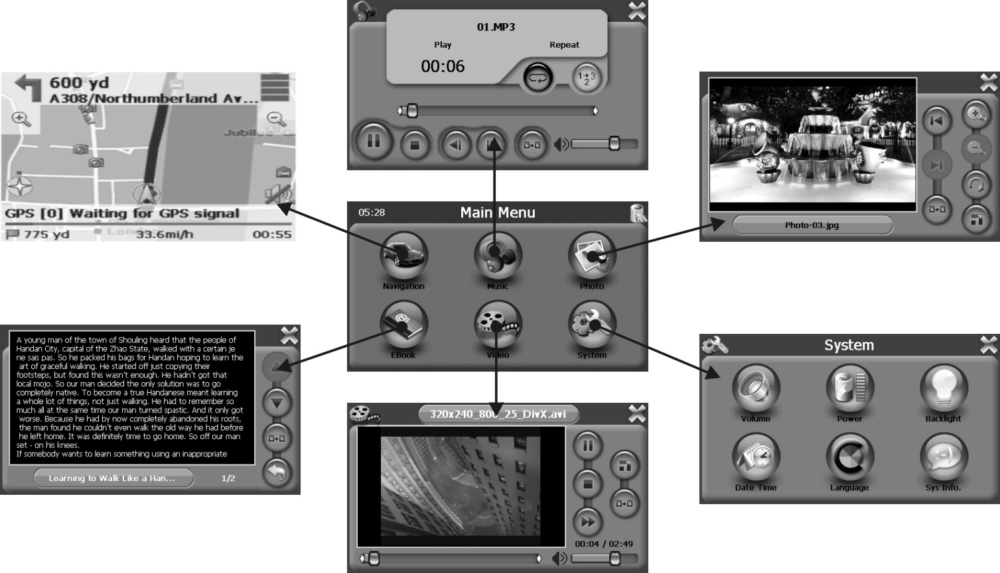 01.MP3
Play
Repeat
00:06
1→3
2
600 yd
A308/Northumberland Av...
N
GPS [0] Waiting for GPS signal
775 yd
33.6mi/h
00:55
Photo-03.jpg
05:28
Main Menu
Navigation
Music
Photo
EBook
Video
System
A young man of the town of Shouling heard that the people of
Handan City, capital of the Zhao State, walked with a certain je
ne sais pas. So he packed his bags for Handan hoping to learn the
art of graceful walking. He started off just copying their
footsteps, but found this wasn't enough. He hadn't got that
local mojo. So our man decided the only solution was to go
completely native. To become a true Handanese meant learning
a whole lot of things, not just walking. He had to remember so
much all at the same time our man turned spastic. And it only got
worse. Because he had by now completely abandoned his roots,
the man found he couldn't even walk the old way he had before
he left home. It was definitely time to go home. So off our man
set - on his knees.
If somebody wants to learn something using an inappropriate
Learning to Walk Like a Han...
1/2
320x240_800_25_DivX.avi
00:04 / 02:49
System
Volume
Power
Backlight
Date Time
Language
Sys Info.